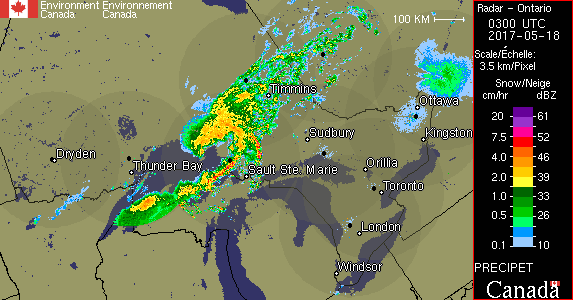 Environment Environnement
Canada Canada
100 KM
Timmins
Ottawa
Sudbury
Kingston
Dryden
Thunder Bay
Sault Ste. Marie
Orillia
Toronto
London
Windsor
Radar - Ontario
0300 UTC
2017-05-18
Scale/Échelle:
3.5 km/Pixel
Snow/Neige
cm/hr dBZ
20 61
7.5 52
4.0 46
2.0 39
1.0 33
0.5 26
0.1 10
PRECIPET
Canada